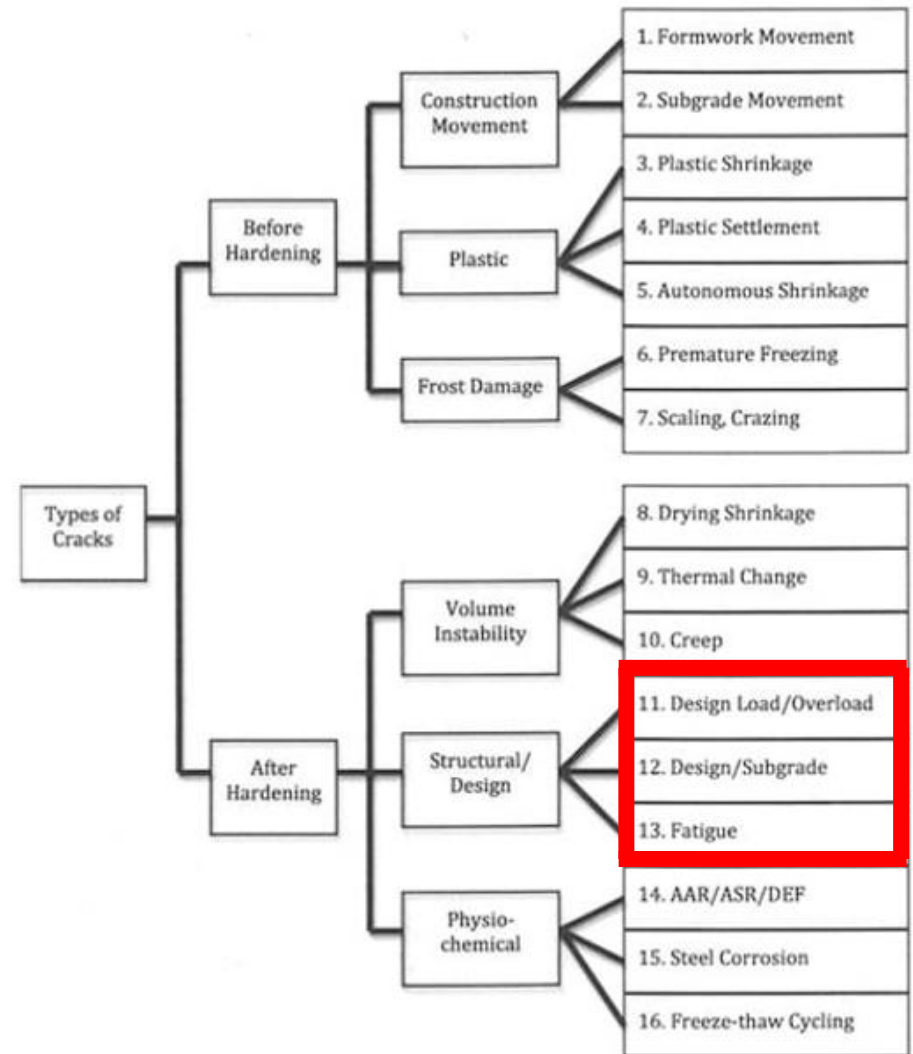 Types of
Cracks
Before
Hardening
Construction
Movement
1. Formwork Movement
2. Subgrade Movement
Plastic
3. Plastic Shrinkage
4. Plastic Settlement
5. Autonomous Shrinkage
Frost Damage
6. Premature Freezing
7. Scaling, Crazing
After
Hardening
Volume
Instability
8. Drying Shrinkage
9. Thermal Change
10. Creep
Structural/
Design
11. Design Load/Overload
12. Design/Subgrade
13. Fatigue
Physio-
chemical
14. AAR/ASR/DEF
15. Steel Corrosion
16. Freeze-thaw Cycling